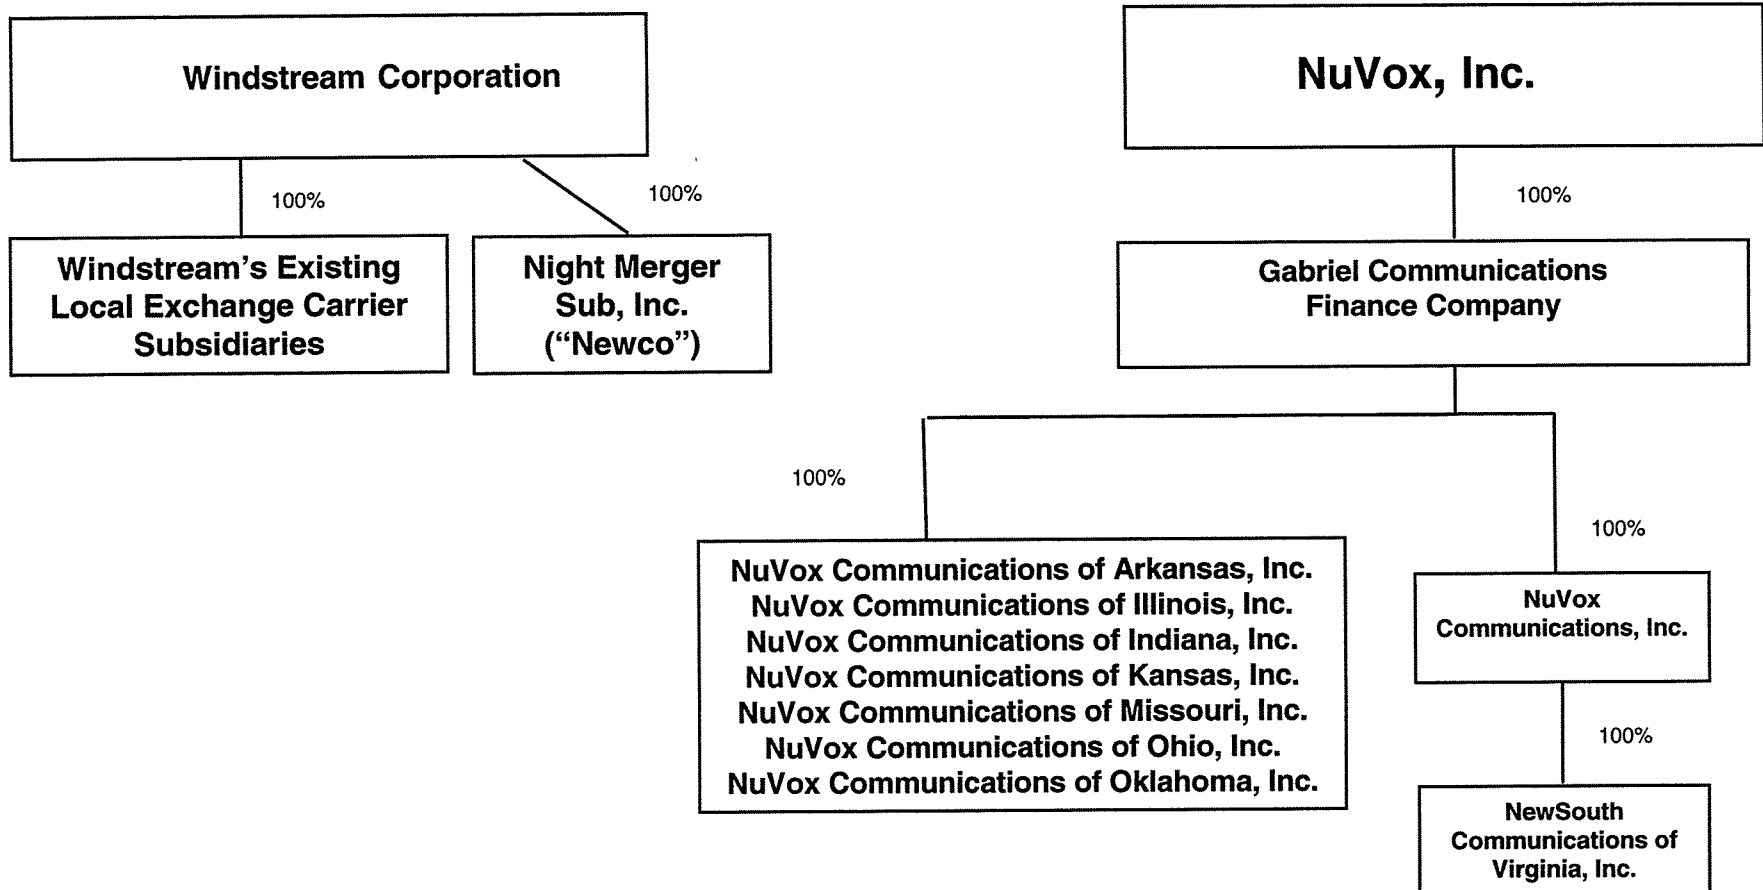 Windstream Corporation
100%
100%
Windstream's Existing
Local Exchange Carrier
Subsidiaries
Night Merger
Sub, Inc.
(“Newco”)
NuVox, Inc.
100%
Gabriel Communications
Finance Company
100%
NuVox Communications of Arkansas, Inc.
NuVox Communications of Illinois, Inc.
NuVox Communications of Indiana, Inc.
NuVox Communications of Kansas, Inc.
NuVox Communications of Missouri, Inc.
NuVox Communications of Ohio, Inc.
NuVox Communications of Oklahoma, Inc.
100%
NuVox
Communications, Inc.
100%
NewSouth
Communications of
Virginia, Inc.